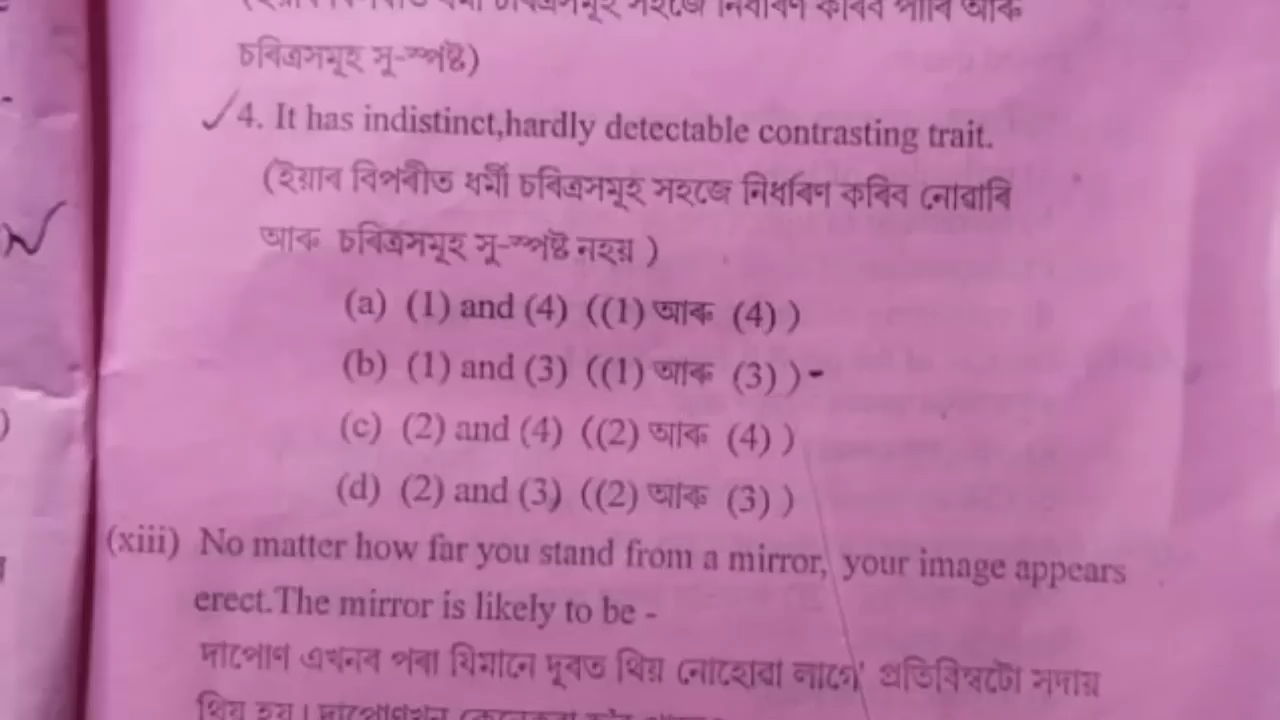 চৰিত্ৰসমূহ সু-স্পষ্ট)
4. It has indistinct,hardly detectable contrasting trait.
(ইয়াৰ বিপৰীত ধৰ্মী চৰিত্ৰসমূহ সহজে নিৰ্ধাৰণ কৰিব নোৱাৰি
আৰু চৰিত্ৰসমূহ সু-স্পষ্ট নহয় )
(a) (1) and (4) ((1) আৰু (4) )
(b) (1) and (3) ((1) আৰু (3) )-
(c) (2) and (4) ((2) আৰু (4) )
(d) (2) and (3) ((2) আৰু (3) )
(xiii) No matter how far you stand from a mirror, your image appears
erect.The mirror is likely to be -
দাপোণ এখনৰ পৰা যিমানে দূৰত থিয় নোহোৱা লাগে' প্ৰতিবিম্বটো সদায়
থিয় হয়।